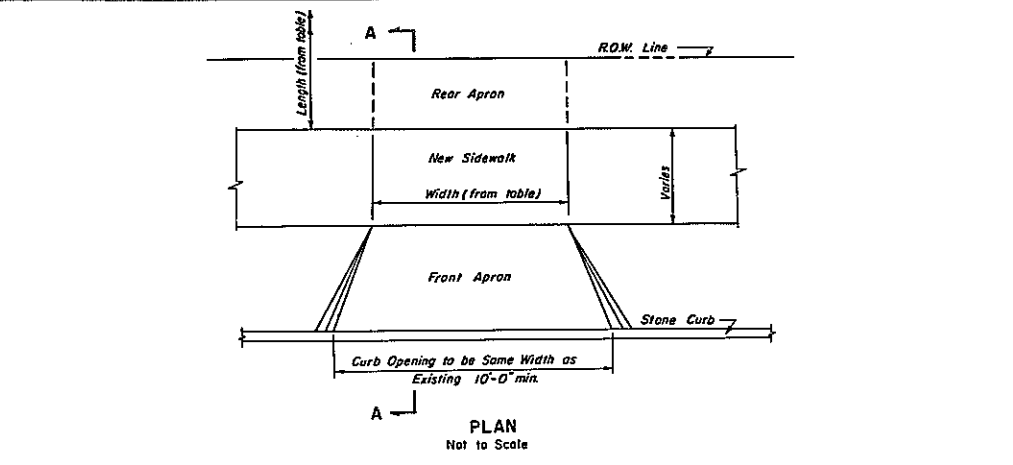 A
R.O.W. Line
Length (from table)
Rear Apron
New Sidewalk
Width (from table)
Varies
Front Apron
Stone Curb
Curb Opening to be Same Width as
Existing 10'-0" min.
A
PLAN
Not to Scale